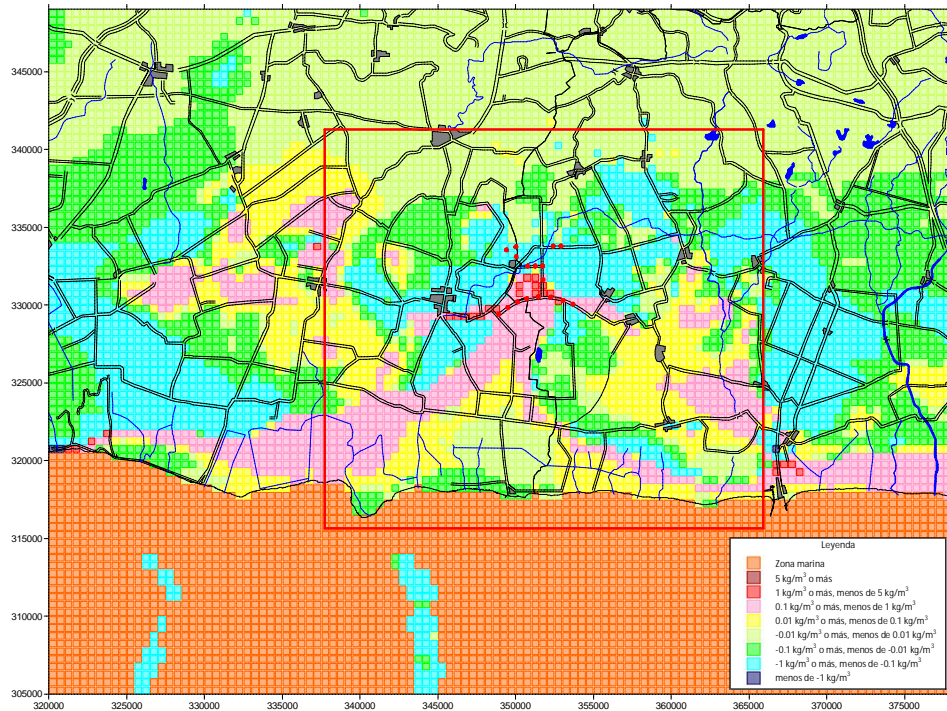 345000
340000
335000
330000
325000
320000
315000
310000
305000
320000 325000 330000 335000 340000 345000 350000 355000 360000 365000 370000 375000
Leyenda
Zona marina
5 kg/m³ o más
1 kg/m³ o más, menos de 5 kg/m³
0.1 kg/m³ o más, menos de 1 kg/m³
0.01 kg/m³ o más, menos de 0.1 kg/m³
-0.01 kg/m³ o más, menos de 0.01 kg/m³
-0.1 kg/m³ o más, menos de -0.01 kg/m³
-1 kg/m³ o más, menos de -0.1 kg/m³
menos de -1 kg/m³